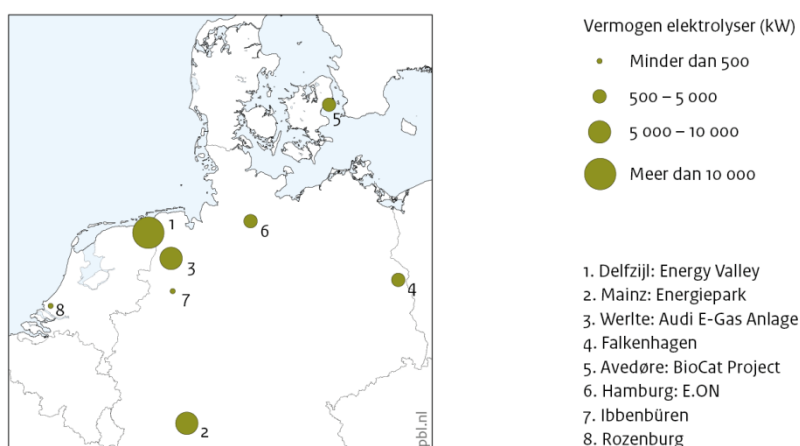 Vermogen elektrolyser (kW)
Minder dan 500
500 – 5 000
5 000 – 10 000
Meer dan 10 000
1
2
3
4
5
6
7
8
pbl.nl
1. Delfzijl: Energy Valley
2. Mainz: Energiepark
3. Werlte: Audi E-Gas Anlage
4. Falkenhagen
5. Avedøre: BioCat Project
6. Hamburg: E.ON
7. Ibbenbüren
8. Rozenburg